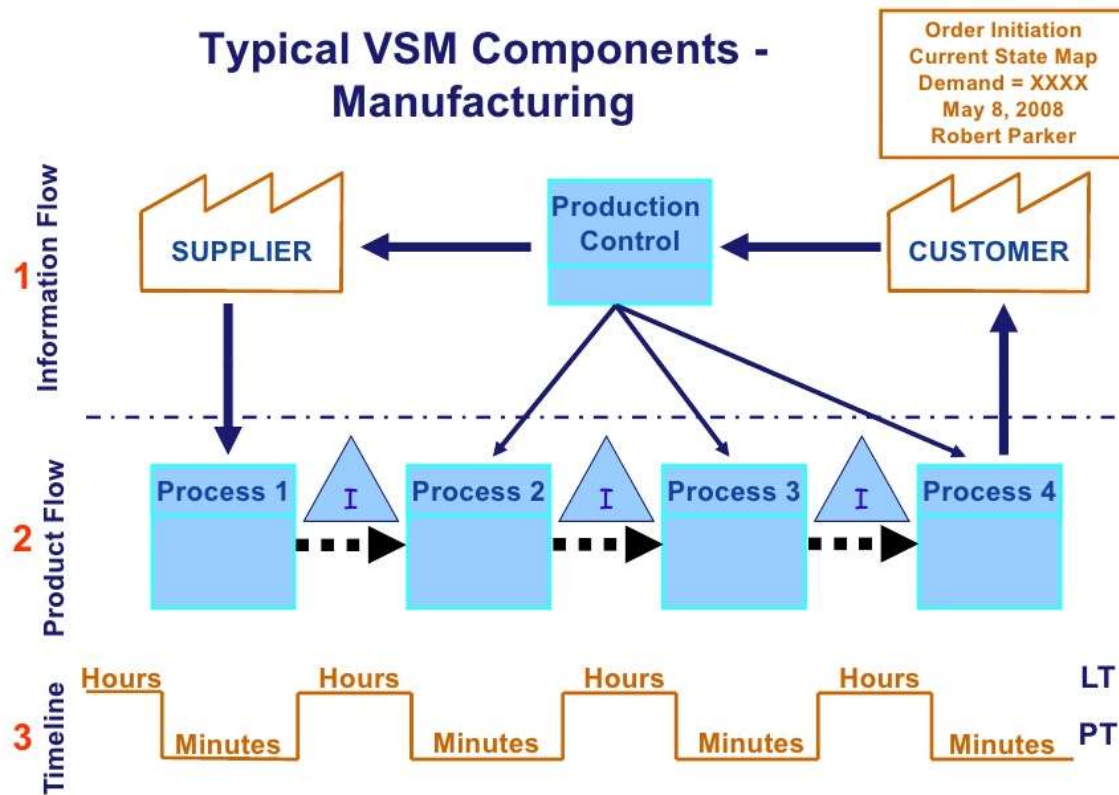 Typical VSM Components -
Manufacturing
Order Initiation
Current State Map
Demand = XXXX
May 8, 2008
Robert Parker
1
Information Flow
SUPPLIER
Production
Control
CUSTOMER
2
Product Flow
Process 1
I
Process 2
I
Process 3
I
Process 4
3
Timeline
Hours
Hours
Hours
Hours
LT
Minutes
Minutes
Minutes
Minutes
PT